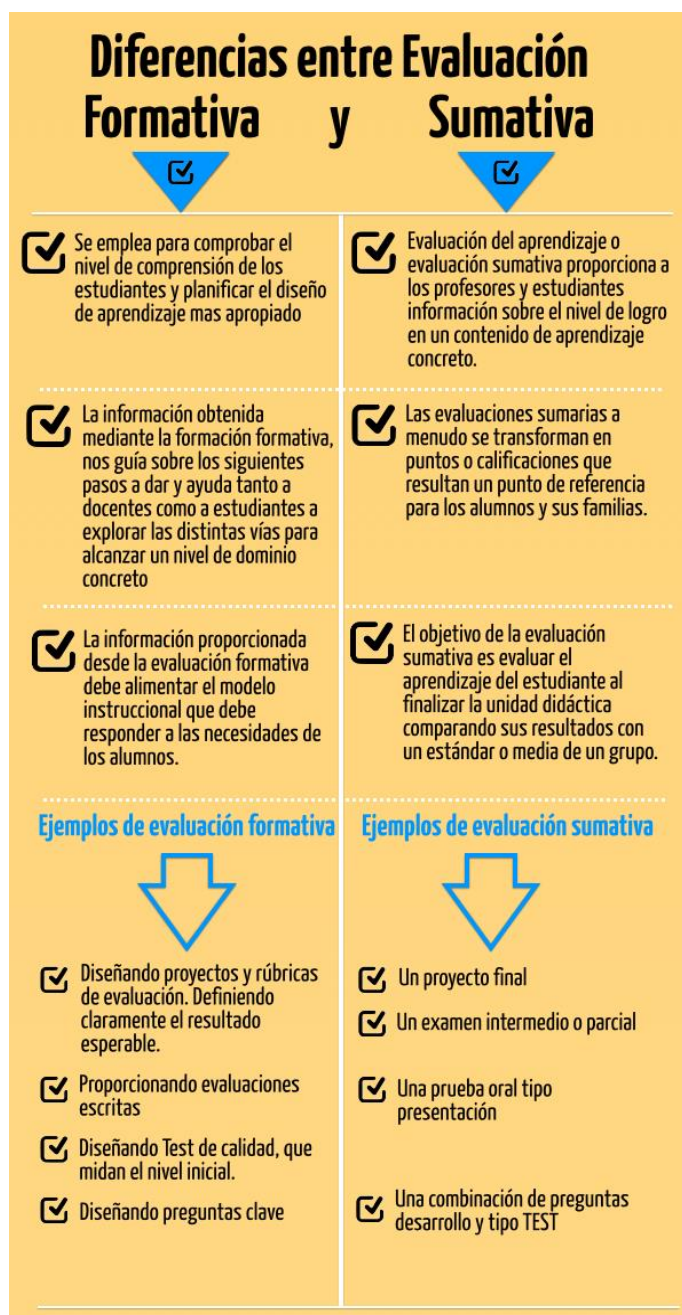 Diferencias entre Evaluación
Formativa y Sumativa
Se emplea para comprobar el
nivel de comprensión de los
estudiantes y planificar el diseño
de aprendizaje mas apropiado
La información obtenida
mediante la formación formativa,
nos guía sobre los siguientes
pasos a dar y ayuda tanto a
docentes como a estudiantes a
explorar las distintas vías para
alcanzar un nivel de dominio
concreto
La información proporcionada
desde la evaluación formativa
debe alimentar el modelo
instruccional que debe
responder a las necesidades de
los alumnos.
Ejemplos de evaluación formativa
Diseñando proyectos y rúbricas
de evaluación. Definiendo
claramente el resultado
esperable.
Proporcionando evaluaciones
escritas
Diseñando Test de calidad, que
midan el nivel inicial.
Diseñando preguntas clave
Evaluación del aprendizaje o
evaluación sumativa proporciona a
los profesores y estudiantes
información sobre el nivel de logro
en un contenido de aprendizaje
concreto.
Las evaluaciones sumarias a
menudo se transforman en
puntos o calificaciones que
resultan un punto de referencia
para los alumnos y sus familias.
El objetivo de la evaluación
sumativa es evaluar el
aprendizaje del estudiante al
finalizar la unidad didáctica
comparando sus resultados con
un estándar o media de un grupo.
Ejemplos de evaluación sumativa
Un proyecto final
Un examen intermedio o parcial
Una prueba oral tipo
presentación
Una combinación de preguntas
desarrollo y tipo TEST